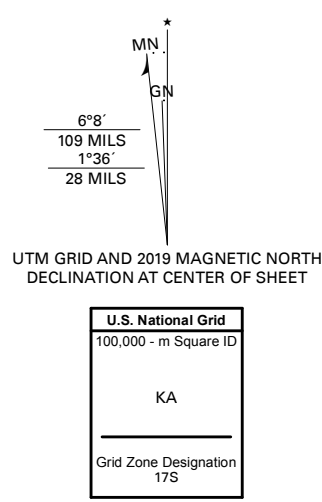 ★
MN
GN
6°8´
109 MILS
1°36´
28 MILS
UTM GRID AND 2019 MAGNETIC NORTH
DECLINATION AT CENTER OF SHEET
U.S. National Grid
100,000 - m Square ID
KA
Grid Zone Designation
17S